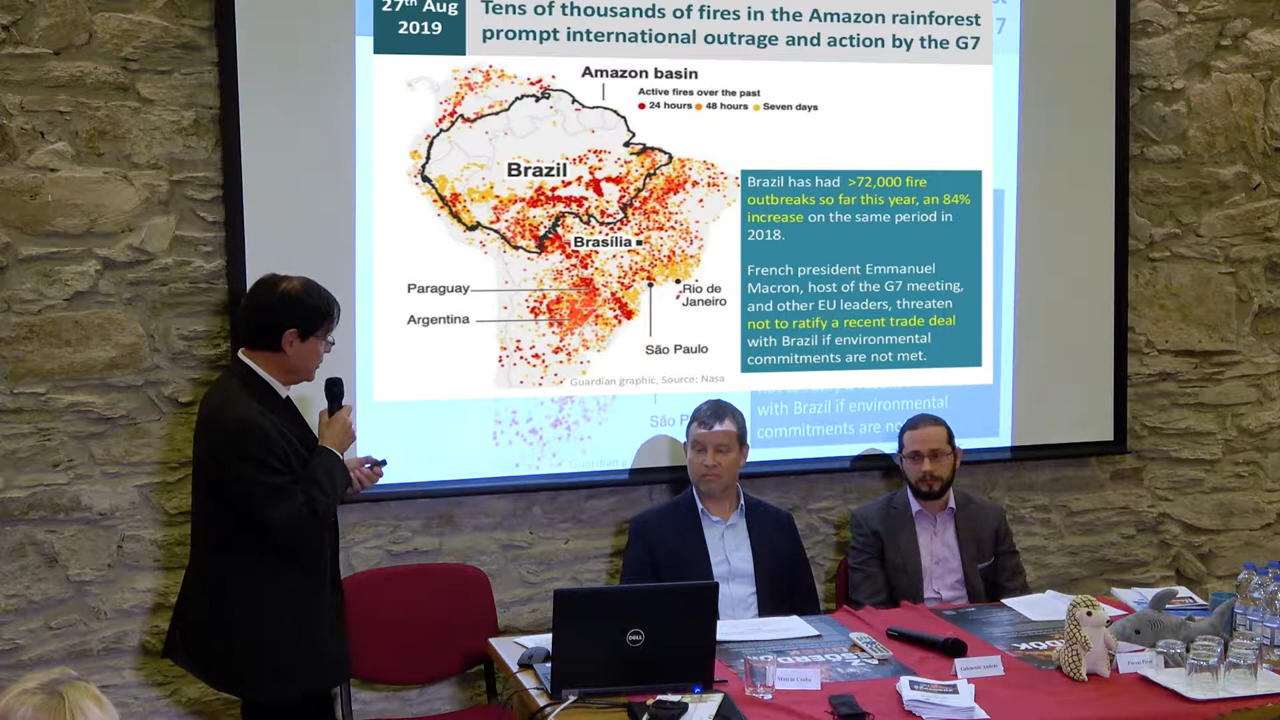 27th Aug
2019
Tens of thousands of fires in the Amazon rainforest
prompt international outrage and action by the G7
7
Amazon basin
Active fires over the past
24 hours 48 hours Seven days
Brazil
Brasília
Paraguay
Argentina
Rio de
Janeiro
São Paulo
Guardian graphic, Source: Nasa
Brazil has had >72,000 fire
outbreaks so far this year, an 84%
increase on the same period in
2018.
French president Emmanuel
Macron, host of the G7 meeting,
and other EU leaders, threaten
not to ratify a recent trade deal
with Brazil if environmental
commitments are not met.
São P
Guardian g
with Brazil if environmental
commitments are no
DELL